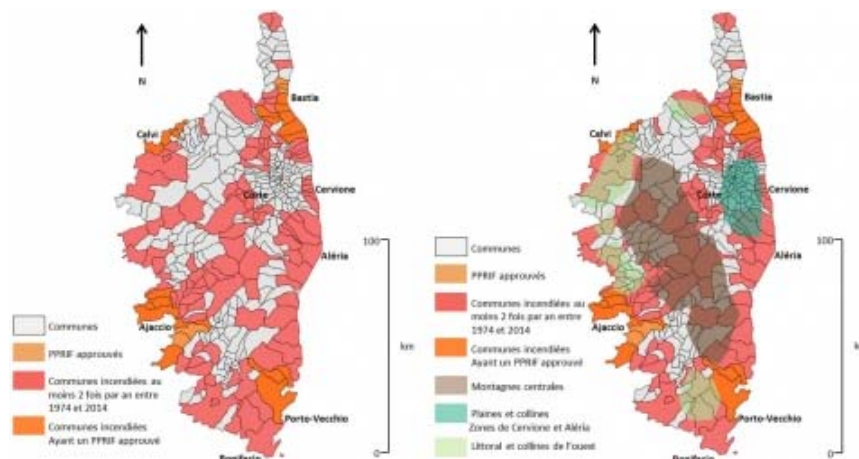 N
Bastia
Calvi
Corte
Cervione
Aléria
Ajaccio
Porto-Vecchio
100
km
0
Communes
PPRIF approuvés
Communes incendiées au
moins 2 fois par an entre
1974 et 2014
Communes incendiées
Ayant un PPRIF approuvé
N
Bastia
Calvi
Corte
Cervione
Aléria
Ajaccio
Porto-Vecchio
100
0
Communes
PPRIF approuvés
Communes incendiées au
moins 2 fois par an entre
1974 et 2014
Communes incendiées
Ayant un PPRIF approuvé
Montagnes centrales
Plaines et collines
Zones de Cervione et Aléria
Littoral et collines de l'ouest